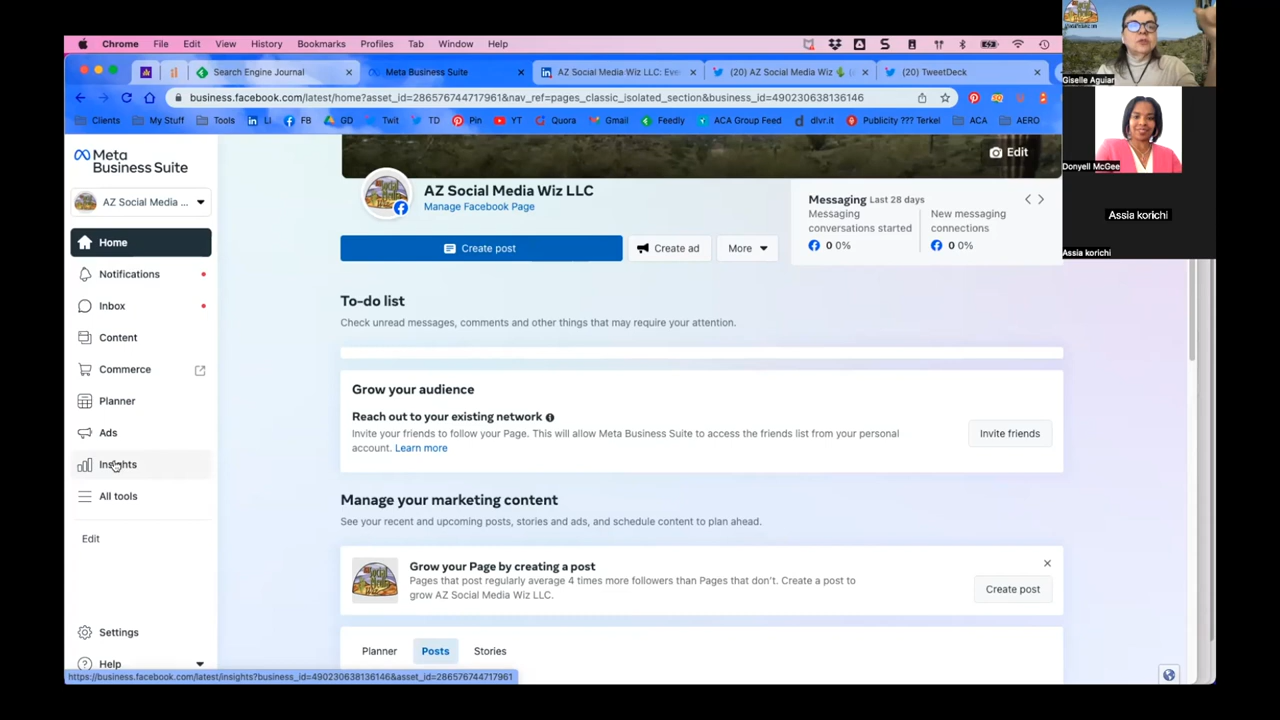 Chrome File Edit View History Bookmarks Profiles Tab Window Help
Search Engine Journal
Meta Business Suite
AZ Social Media Wiz LLC: Eve
(20) AZ Social Media Wiz
(20) TweetDeck
business.facebook.com/latest/home?asset_id=286576744717961&nav_ref=pages_classic_isolated_section&business_id=490230638136146
Clients My Stuff Tools LI FB GD Twit TD Pin YT Quora Gmail Feedly ACA Group Feed dlvr.it Publicity ??? Terkel ACA AERO
Giselle Aguiar
Donyell McGee
Assia korichi
Assia korichi
Meta
Business Suite
AZ Social Media ...
Home
Notifications
Inbox
Content
Commerce
Planner
Ads
Insights
All tools
Edit
Settings
Help
Edit
AZ Social Media Wiz LLC
Manage Facebook Page
Create post
Create ad
More
Messaging Last 28 days
Messaging
conversations started
0 0%
New messaging
connections
0 0%
To-do list
Check unread messages, comments and other things that may require your attention.
Grow your audience
Reach out to your existing network
Invite your friends to follow your Page. This will allow Meta Business Suite to access the friends list from your personal
account. Learn more
Invite friends
Manage your marketing content
See your recent and upcoming posts, stories and ads, and schedule content to plan ahead.
Grow your Page by creating a post
Pages that post regularly average 4 times more followers than Pages that don't. Create a post to
grow AZ Social Media Wiz LLC.
Create post
Planner
Posts
Stories
https://business.facebook.com/latest/insights?business_id=490230638136146&asset_id=286576744717961